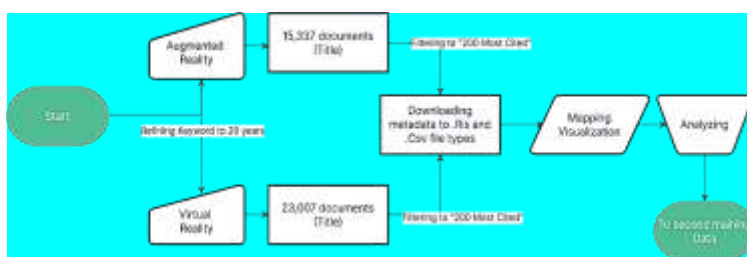 Augmented
Reality
15,337 documents
(Title)
Filtering to "200 Most Cited"
Start
Refining Keyword to 20 years
Downloading
metadata to .Ris and
.Csv file types
Mapping
Visualization
Analyzing
Virtual
Reality
23,007 documents
(Title)
Filtering to "200 Most Cited"
To second mining
Data